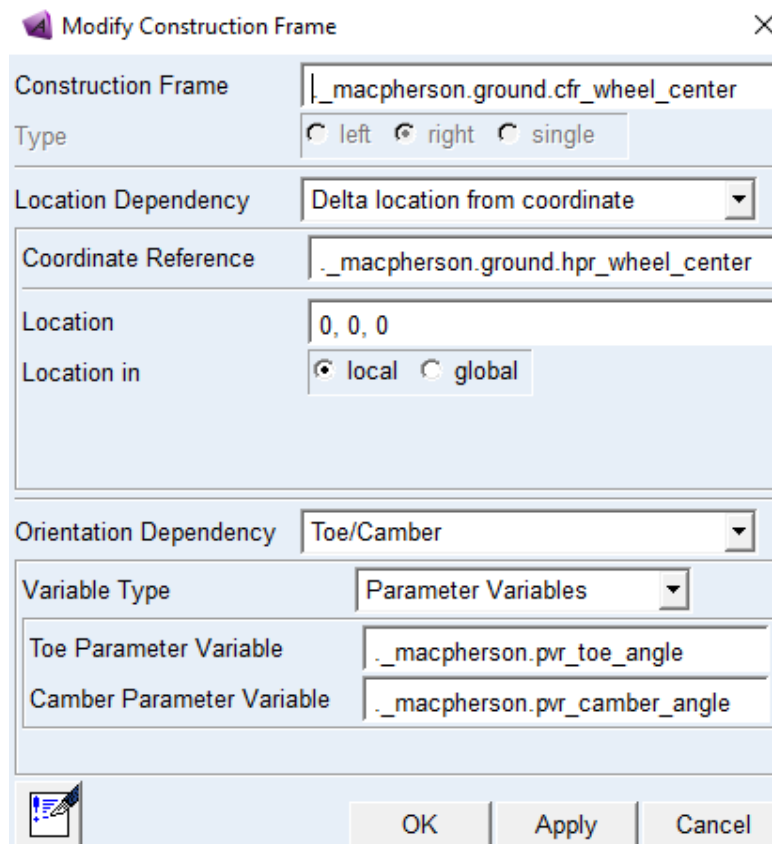 Modify Construction Frame
Construction Frame ._macpherson.ground.cfr_wheel_center
Type left right single
Location Dependency Delta location from coordinate
Coordinate Reference ._macpherson.ground.hpr_wheel_center
Location 0, 0, 0
Location in local global
Orientation Dependency Toe/Camber
Variable Type Parameter Variables
Toe Parameter Variable ._macpherson.pvr_toe_angle
Camber Parameter Variable ._macpherson.pvr_camber_angle
OK Apply Cancel